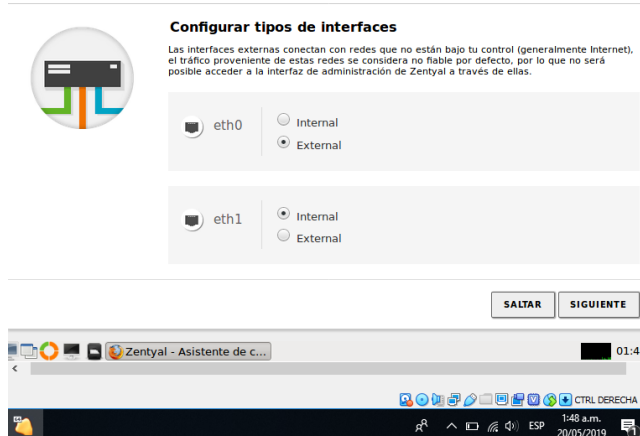 Configurar tipos de interfaces
Las interfaces externas conectan con redes que no están bajo tu control (generalmente Internet),
el tráfico proveniente de estas redes se considera no fiable por defecto, por lo que no será
posible acceder a la interfaz de administración de Zentyal a través de ellas.
eth0
Internal
External
eth1
Internal
External
SALTAR
SIGUIENTE
Zentyal - Asistente de c...
01:4
CTRL DERECHA
ESP
1:48 a.m.
20/05/2019